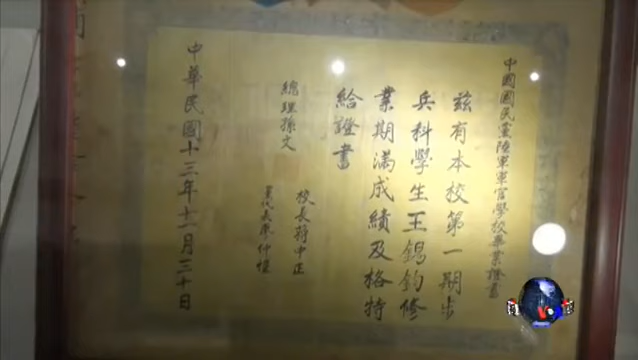 中國國民黨陸軍軍官學校畢業證書
茲有本校第一期步
兵科學生王錫鈞修
業期滿成績及格特
給證書
總理孫文
校長蔣中正
黨代表廖仲愷
中華民國十三年十一月三十日